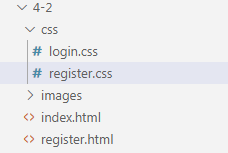 4-2
css
# login.css
# register.css
images
<> index.html
<> register.html